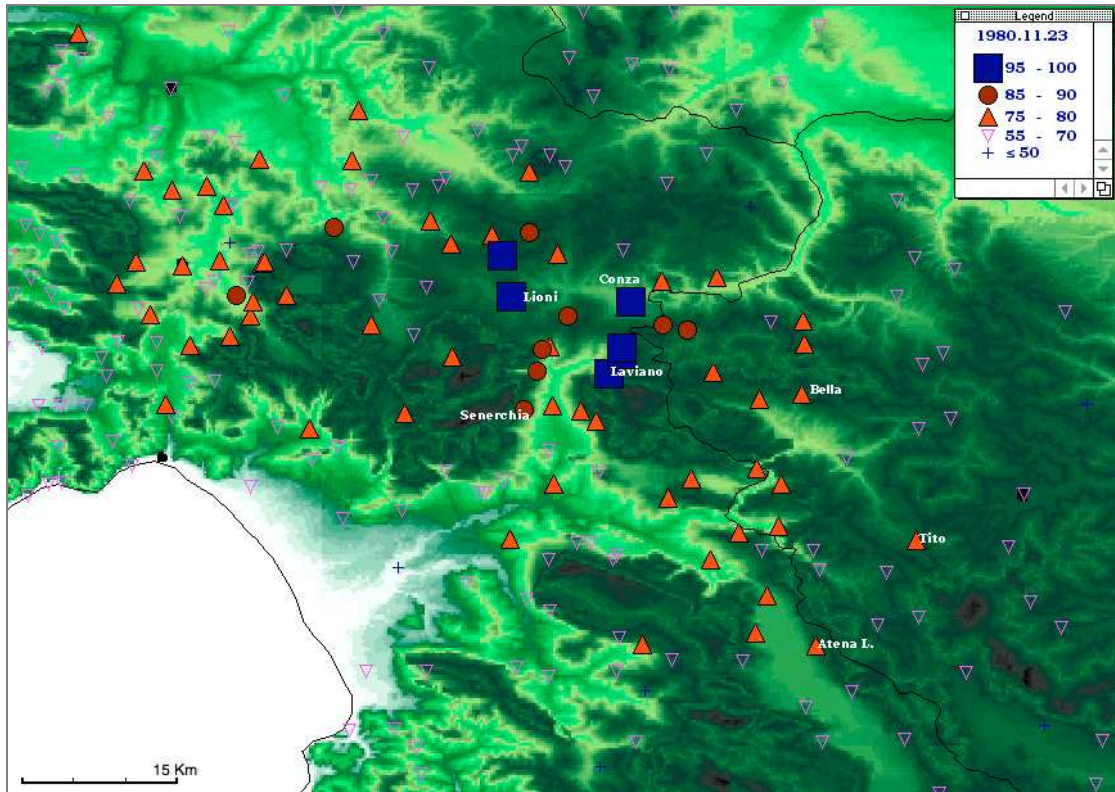 Legend
1980.11.23
95 - 100
85 - 90
75 - 80
55 - 70
≤ 50
Conza
Lioni
Laviano
Bella
Senerchia
Tito
Atena L.
15 Km